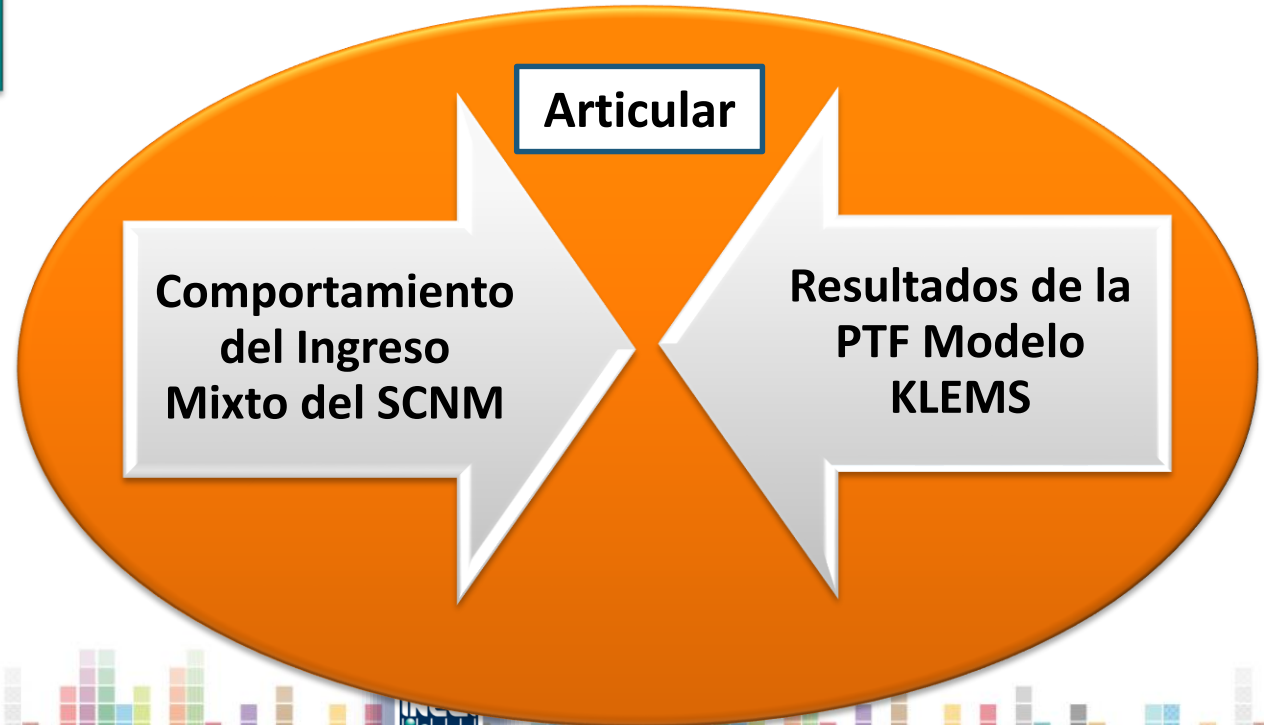 Articular
Comportamiento
del Ingreso
Mixto del SCNM
Resultados de la
PTF Modelo
KLEMS